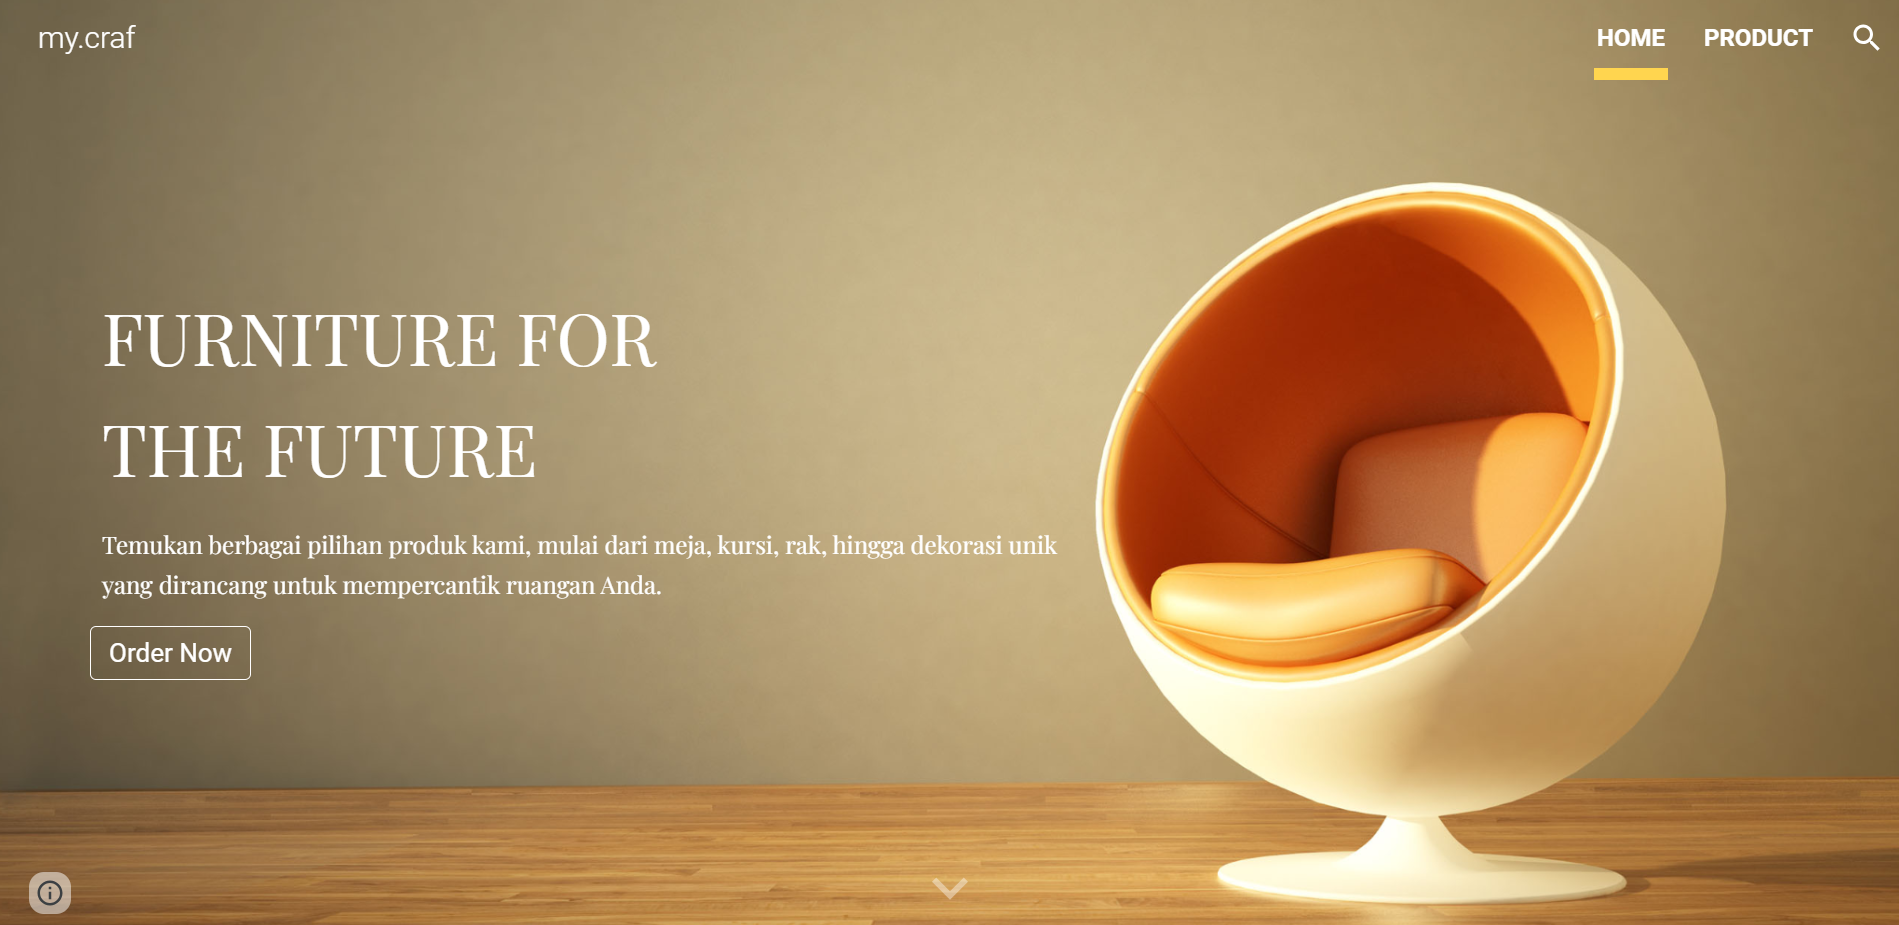 my.craf
HOME
PRODUCT
FURNITURE FOR
THE FUTURE
Temukan berbagai pilihan produk kami, mulai dari meja, kursi, rak, hingga dekorasi unik
yang dirancang untuk mempercantik ruangan Anda.
Order Now